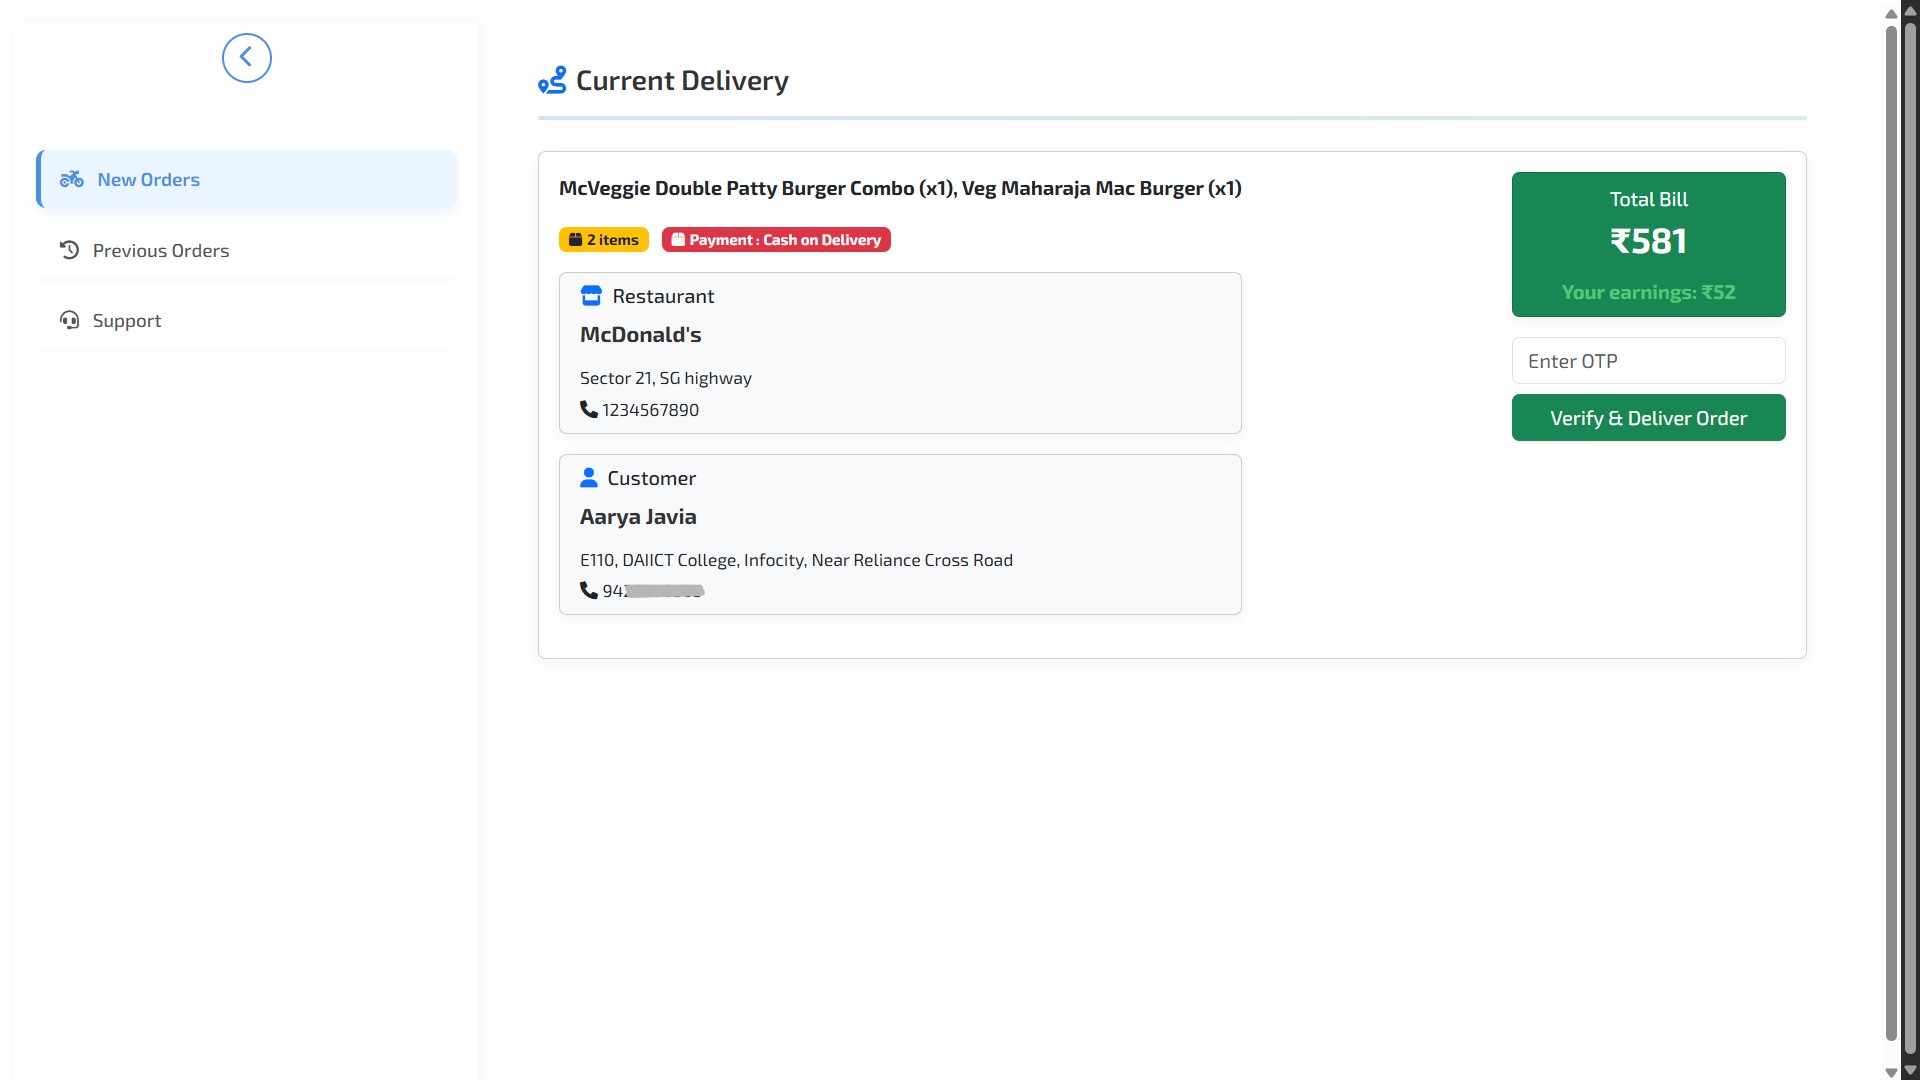 New Orders
Previous Orders
Support
Current Delivery
McVeggie Double Patty Burger Combo (x1), Veg Maharaja Mac Burger (x1)
2 items
Payment : Cash on Delivery
Restaurant
McDonald's
Sector 21, SG highway
1234567890
Customer
Aarya Javia
E110, DAIICT College, Infocity, Near Reliance Cross Road
Total Bill
₹581
Your earnings: ₹52
Enter OTP
Verify & Deliver Order